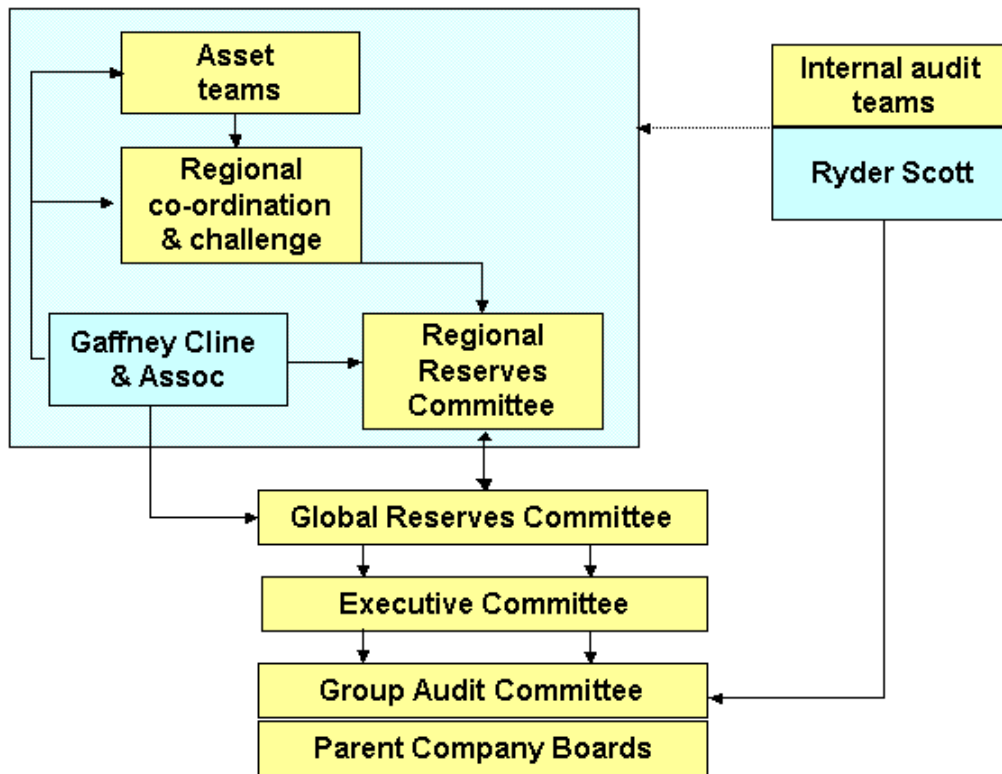 Asset
teams
Internal audit
teams
Ryder Scott
Regional
co-ordination
& challenge
Gaffney Cline
& Assoc
Regional
Reserves
Committee
Global Reserves Committee
Executive Committee
Group Audit Committee
Parent Company Boards